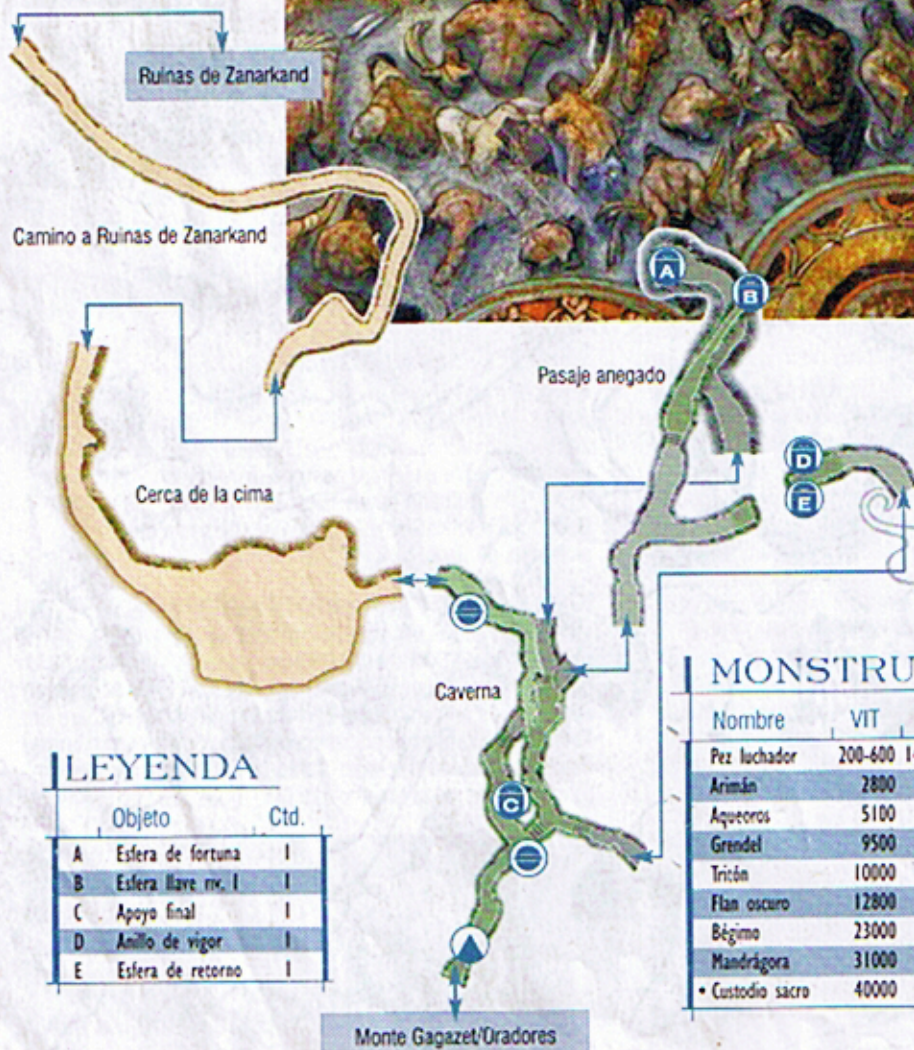 Ruinas de Zanarkand
Camino a Ruinas de Zanarkand
A
B
Pasaje anegado
D
E
Cerca de la cima
Caverna
C
LEYENDA
Objeto Ctd.
A Esfera de fortuna 1
B Esfera llave niv. 1 1
C Apoyo final 1
D Anillo de vigor 1
E Esfera de retorno 1
MONSTRU
Nombre VIT
Pez luchador 200-600 1
Arimán 2800
Aqueoros 5100
Grendel 9500
Tricón 10000
Flan oscuro 12800
Bégimo 23000
Mandrágora 31000
• Custodio sacro 40000
Monte Gagazet/Oradores